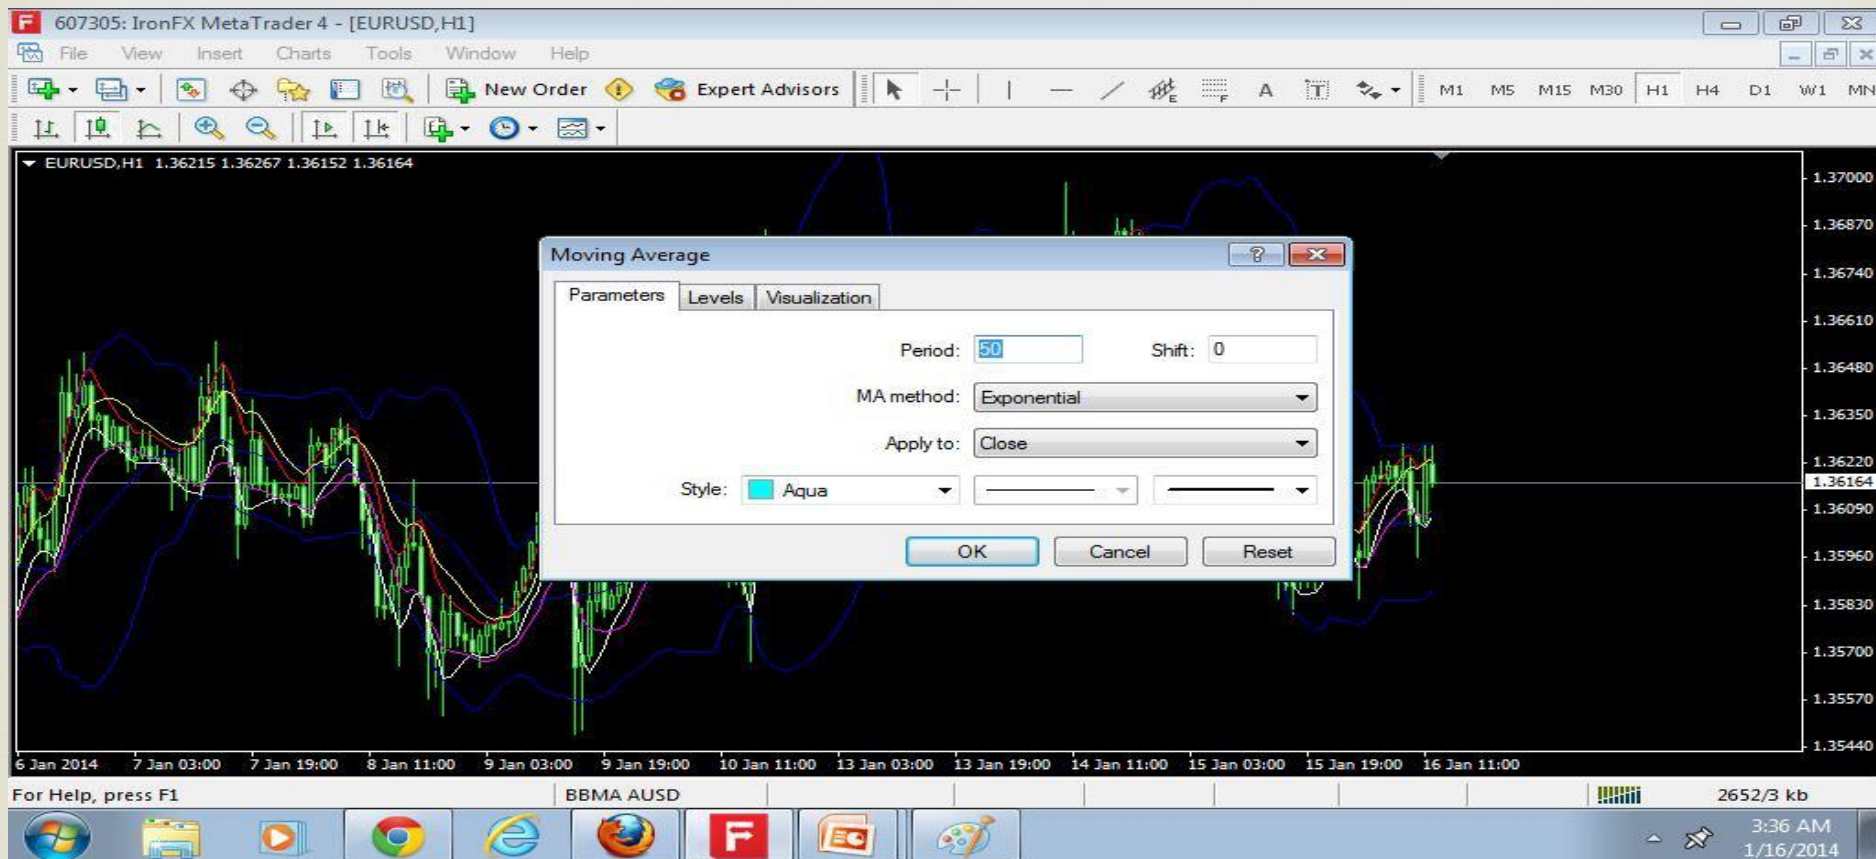 607305: IronFX MetaTrader 4 - [EURUSD,H1]
File View Insert Charts Tools Window Help
New Order Expert Advisors E F A T M1 M5 M15 M30 H1 H4 D1 W1 MN
EURUSD,H1 1.36215 1.36267 1.36152 1.36164
1.37000
1.36870
1.36740
1.36610
1.36480
1.36350
1.36220
1.36164
1.36090
1.35960
1.35830
1.35700
1.35570
1.35440
Moving Average
Parameters Levels Visualization
Period: 50 Shift: 0
MA method: Exponential
Apply to: Close
Style: Aqua
OK Cancel Reset
6 Jan 2014 7 Jan 03:00 7 Jan 19:00 8 Jan 11:00 9 Jan 03:00 9 Jan 19:00 10 Jan 11:00 13 Jan 03:00 13 Jan 19:00 14 Jan 11:00 15 Jan 03:00 15 Jan 19:00 16 Jan 11:00
For Help, press F1 BBMA AUSD 2652/3 kb
3:36 AM
1/16/2014